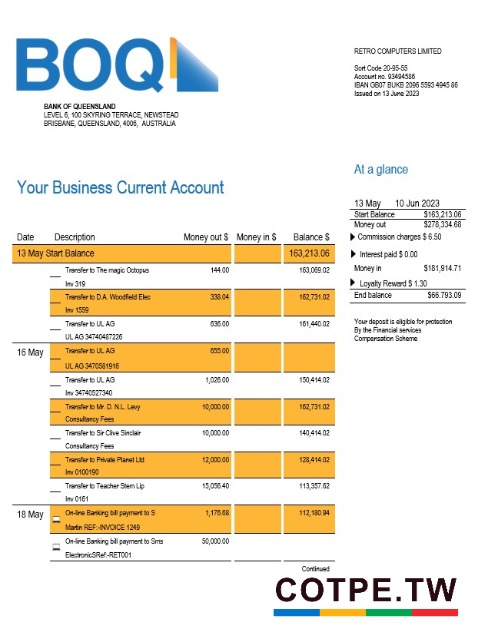 BOQ
BANK OF QUEENSLAND
LEVEL 6, 100 SKYRING TERRACE, NEWSTEAD
BRISBANE, QUEENSLAND, 4006, AUSTRALIA
RETRO COMPUTERS LIMITED
Sort Code 20-95-55
Account no. 93494586
IBAN GB07 BUKB 2096 5593 4945 86
Issued on 13 June 2023
At a glance
13 May 10 Jun 2023
Start Balance $163,213.06
Money out $278,334.68
Commission charges $ 6.50
Interest paid $ 0.00
Money in $181,914.71
Loyalty Reward $ 1.30
End balance $66.793.09
Your deposit is eligible for protection
By the Financial services
Compensation Scheme
Your Business Current Account
Date Description Money out $ Money in $ Balance $
13 May Start Balance 163,213.06
Transfer to The magic Octopus 144.00 163,069.02
Inv 319
Transfer to D.A. Woodfield Elec 338.04 162,731.02
Inv 1559
Transfer to UL AG 636.00 161,440.02
UL AG 34740487226
16 May Transfer to UL AG 655.00
UL AG 3470581916
Transfer to UL AG 1,026.00 150,414.02
Inv 34740527340
Transfer to Mr. D. N.L. Levy 10,000.00 162,731.02
Consultancy Fees
Transfer to Sir Clive Sinclair 10,000.00 140,414.02
Consultancy Fees
Transfer to Private Planet Ltd 12,000.00 128,414.02
Inv 0100190
Transfer to Teacher Stern Lip 15,056.40 113,357.62
Inv 0161
18 May On-line Banking bill payment to S 1,176.68 112,180.94
Martin REF:-INVOICE 1249
On-line Banking bill payment to Sms 50,000.00
ElectronicSRef:-RET001
Continued
COTPE.TW